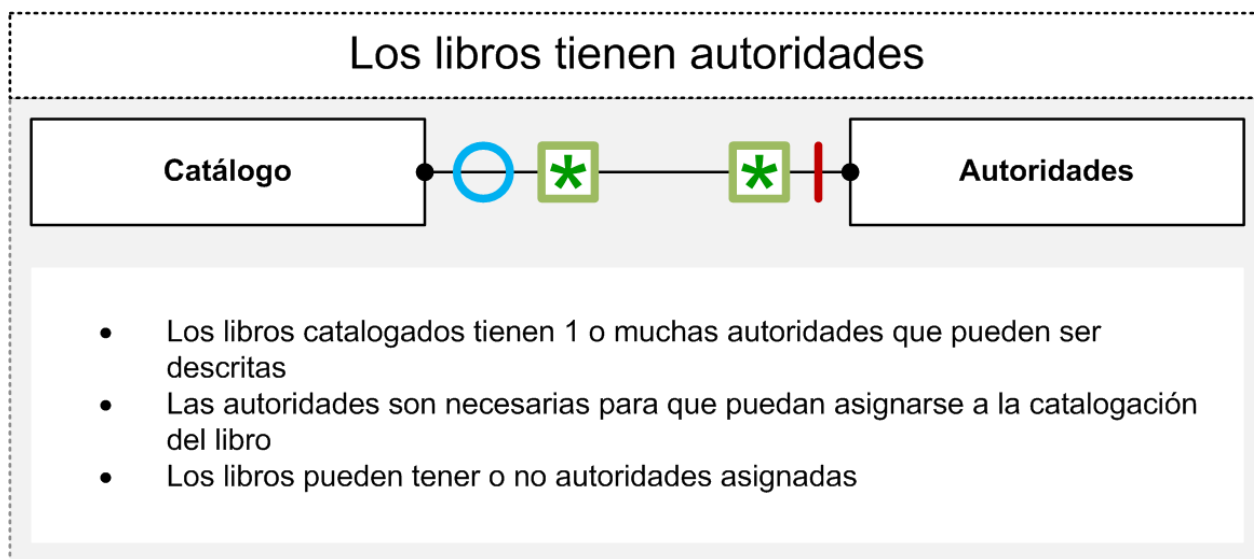 Los libros tienen autoridades
Catálogo
*
*
Autoridades
• Los libros catalogados tienen 1 o muchas autoridades que pueden ser
descritas
• Las autoridades son necesarias para que puedan asignarse a la catalogación
del libro
• Los libros pueden tener o no autoridades asignadas